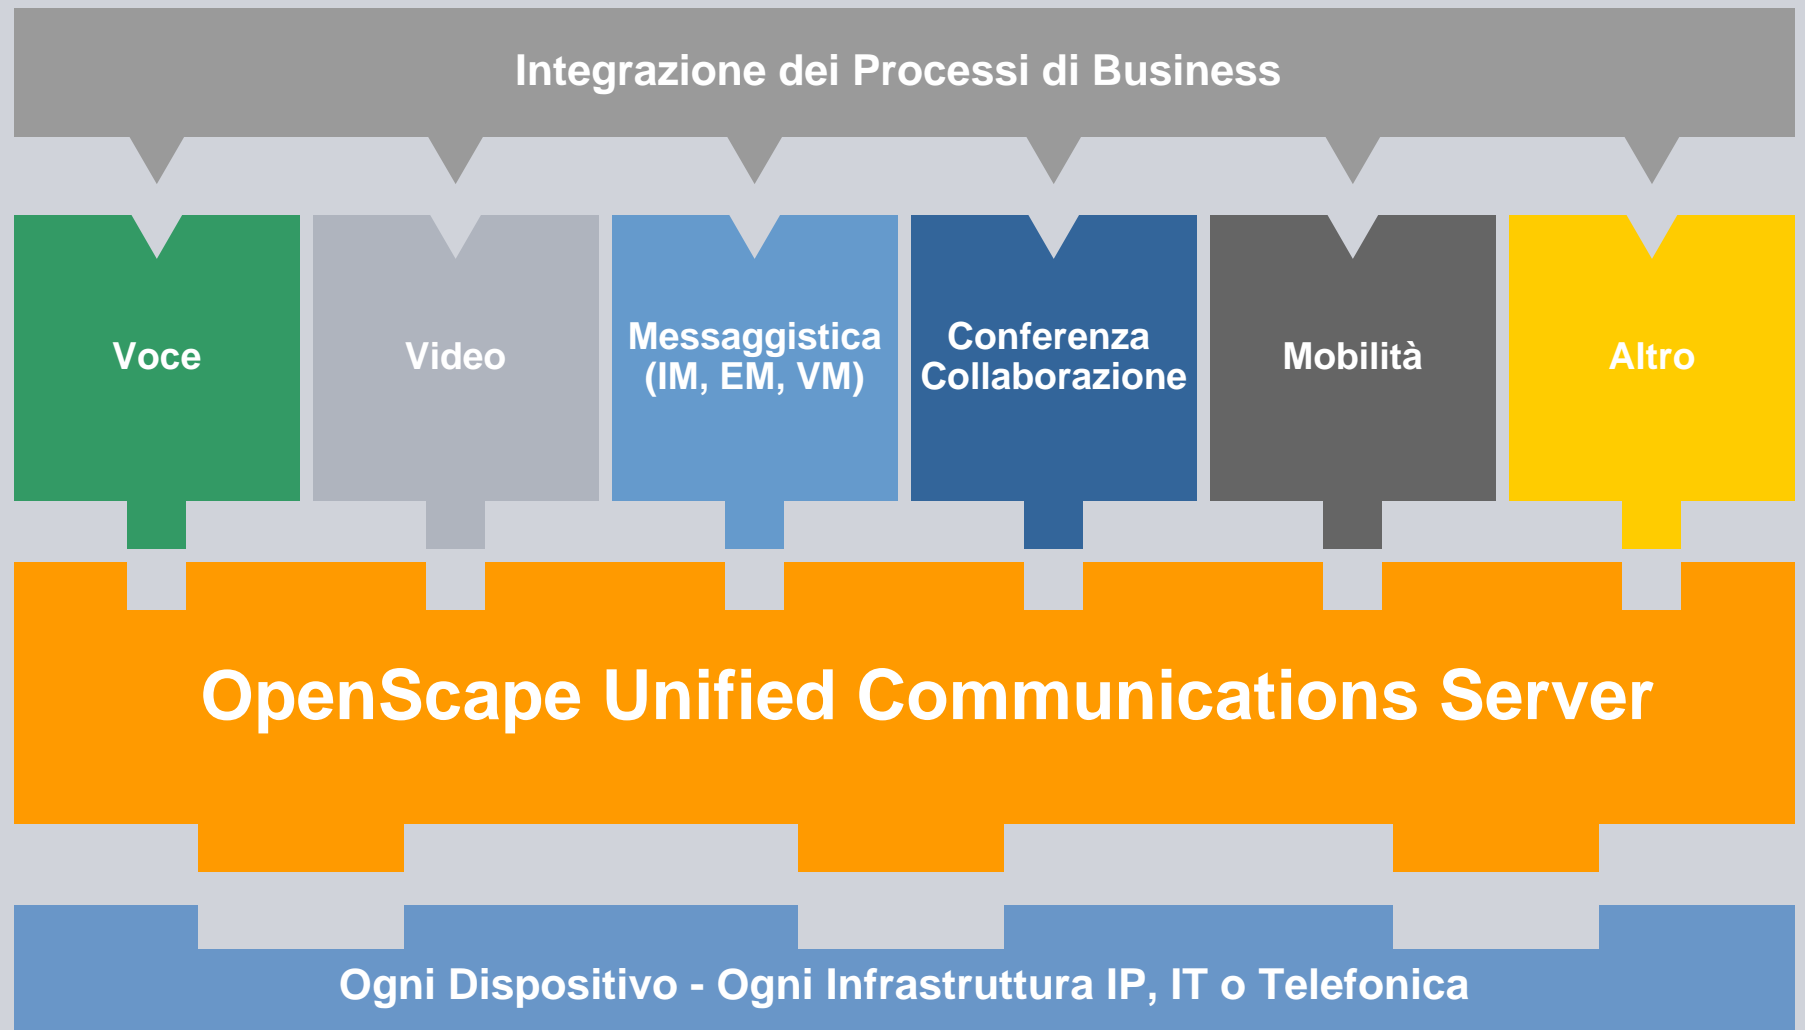 Integrazione dei Processi di Business
Voce
Video
Messaggistica
(IM, EM, VM)
Conferenza
Collaborazione
Mobilità
Altro
OpenScape Unified Communications Server
Ogni Dispositivo - Ogni Infrastruttura IP, IT o Telefonica